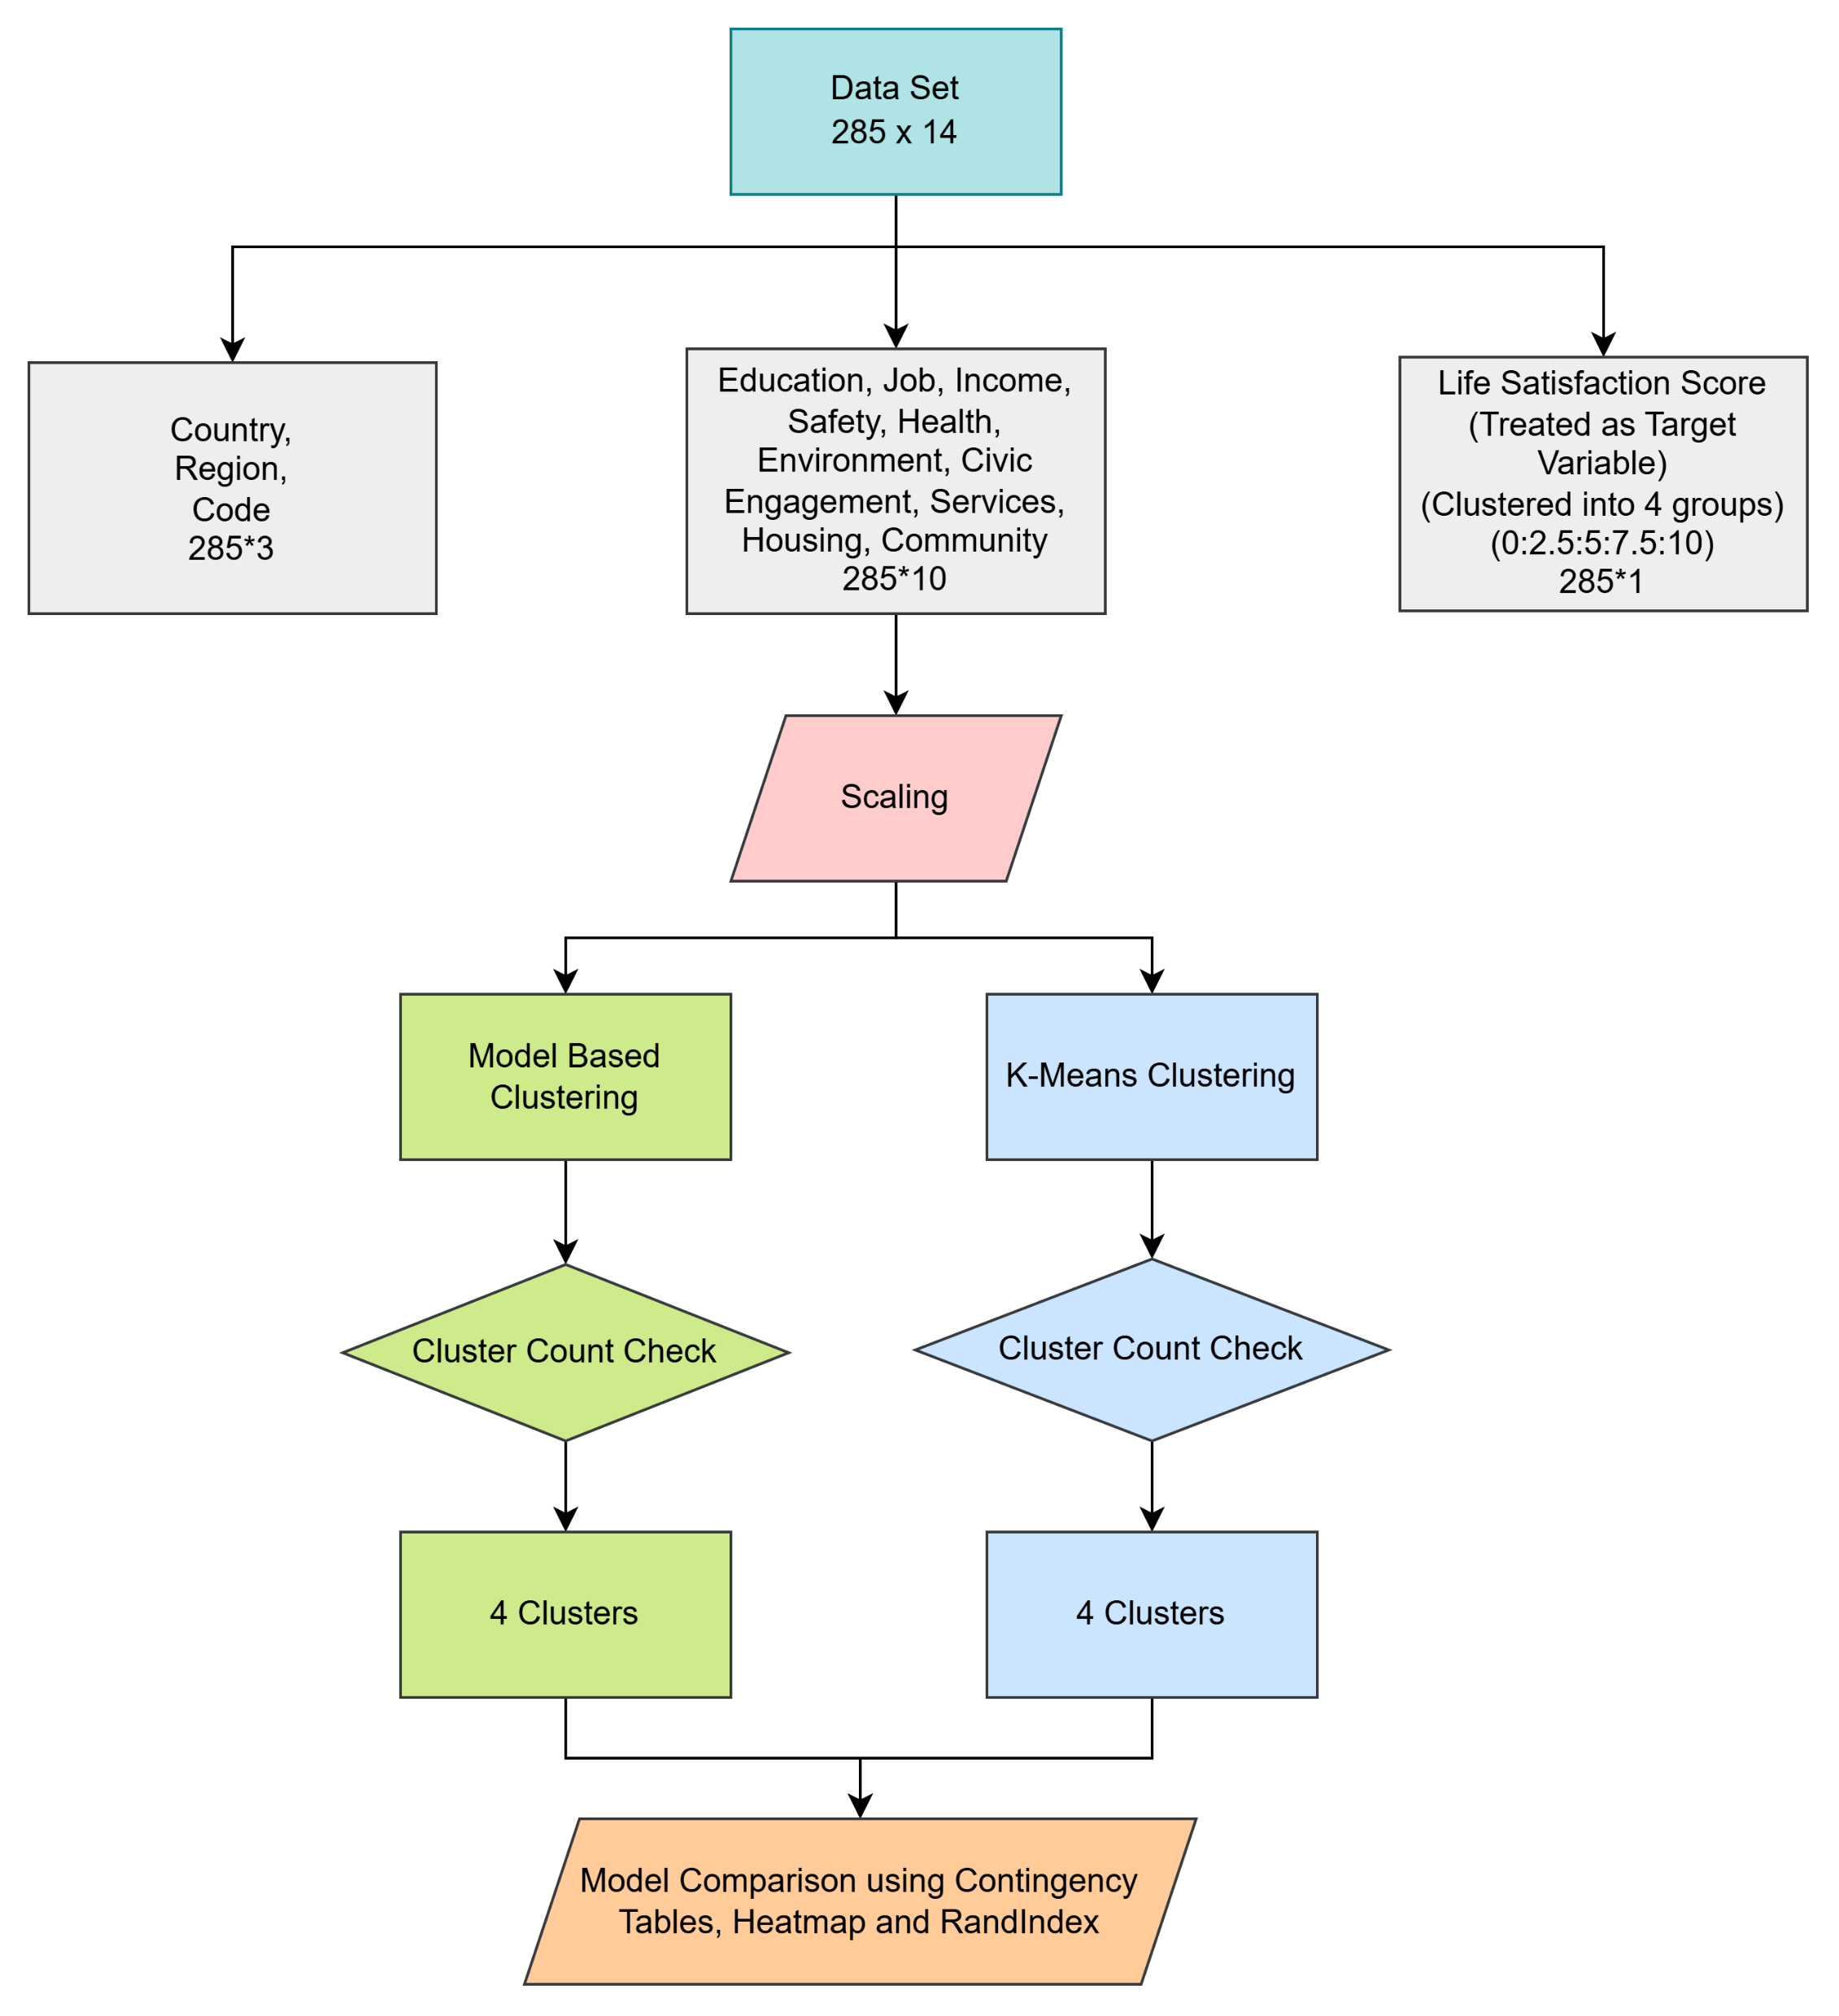 Data Set
285 x 14
Country,
Region,
Code
285*3
Education, Job, Income,
Safety, Health,
Environment, Civic
Engagement, Services,
Housing, Community
285*10
Life Satisfaction Score
(Treated as Target
Variable)
(Clustered into 4 groups)
(0:2.5:5:7.5:10)
285*1
Scaling
Model Based
Clustering
K-Means Clustering
Cluster Count Check
Cluster Count Check
4 Clusters
4 Clusters
Model Comparison using Contingency
Tables, Heatmap and RandIndex